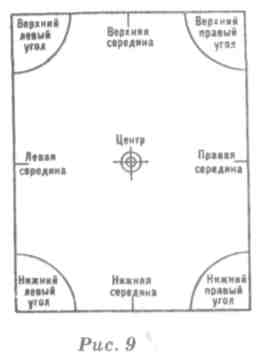 Верхний
левый
угол
Верхняя
середина
Верхний
правый
угол
Центр
Левая
середина
Правая
середина
Нижний
левый
угол
Нижняя
середина
Нижний
правый
угол
Рис. 9